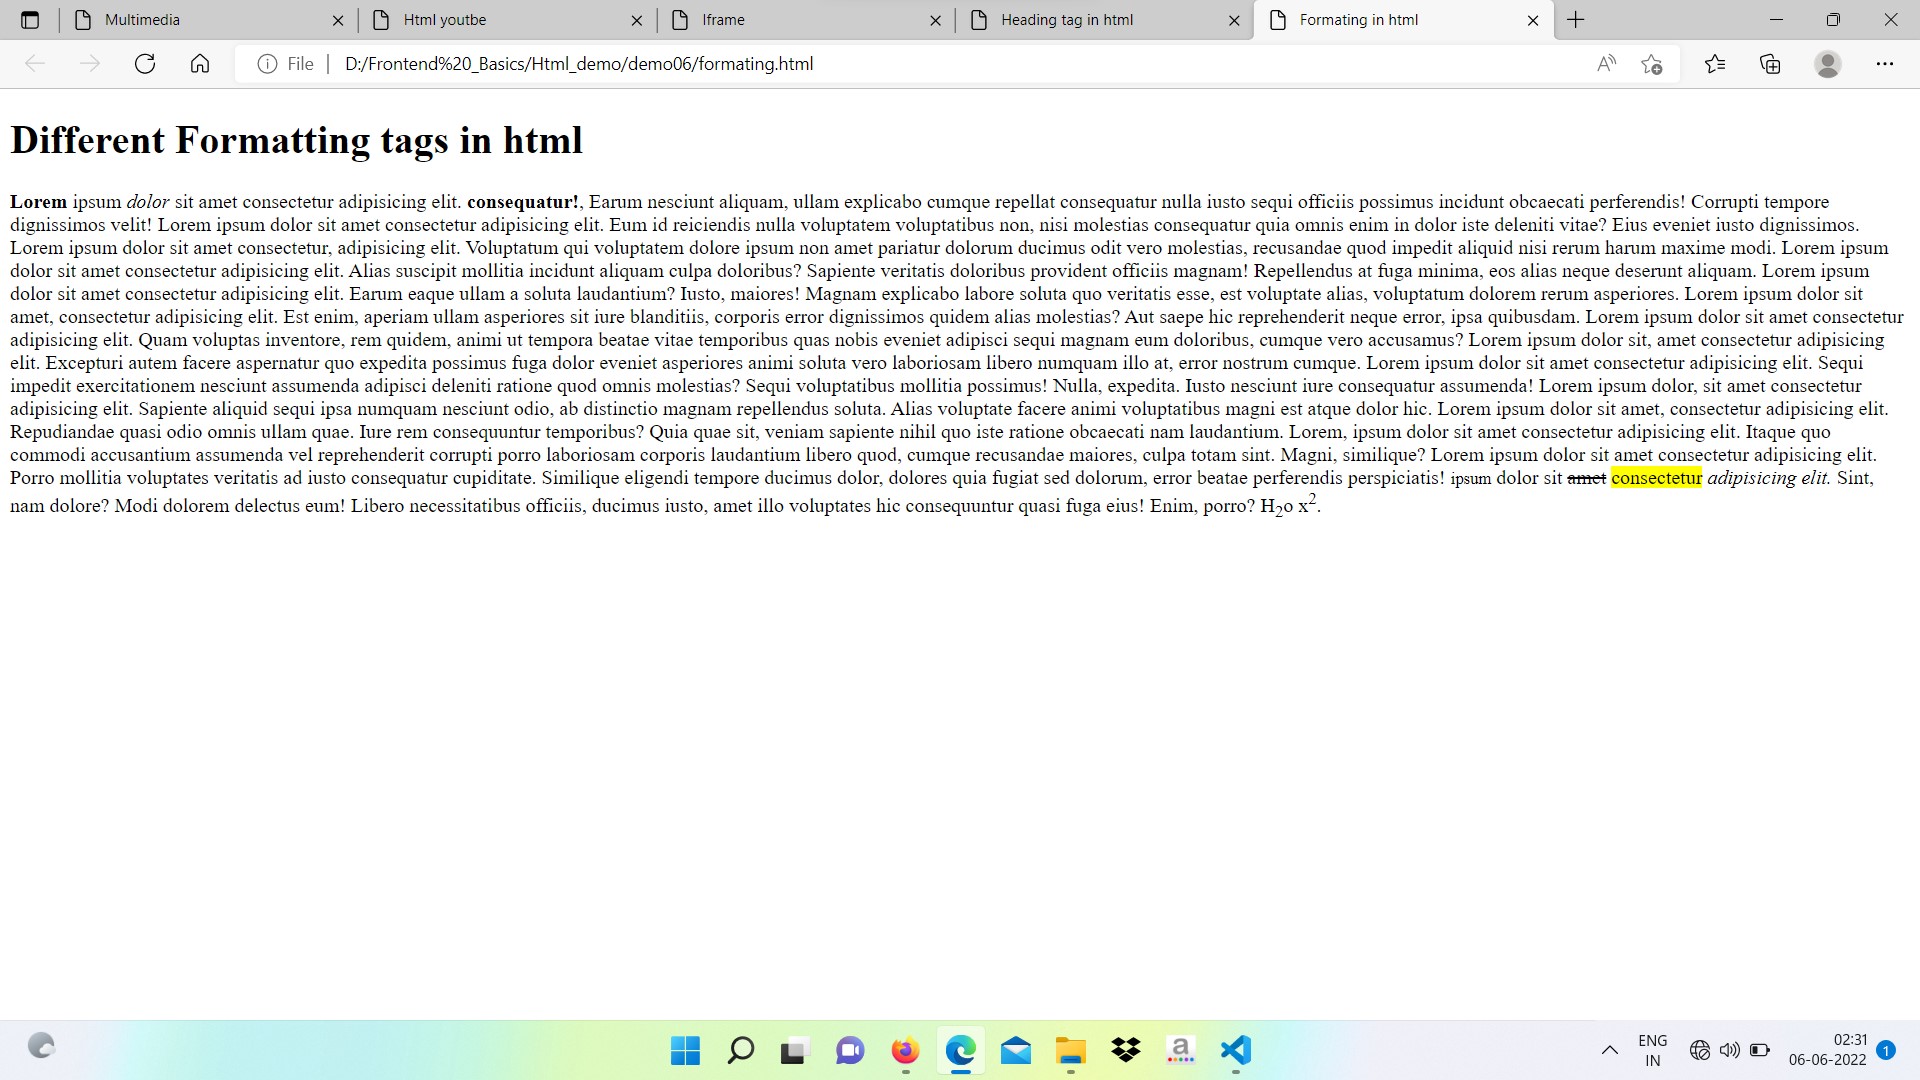 Multimedia
Html youtbe
Iframe
Heading tag in html
Formating in html
File
D:/Frontend%20_Basics/Html_demo/demo06/formating.html
Different Formatting tags in html
Lorem ipsum dolor sit amet consectetur adipisicing elit. consequatur!, Earum nesciunt aliquam, ullam explicabo cumque repellat consequatur nulla iusto sequi officiis possimus incidunt obcaecati perferendis! Corrupti tempore
dignissimos velit! Lorem ipsum dolor sit amet consectetur adipisicing elit. Eum id reiciendis nulla voluptatem voluptatibus non, nisi molestias consequatur quia omnis enim in dolor iste deleniti vitae? Eius eveniet iusto dignissimos.
Lorem ipsum dolor sit amet consectetur, adipisicing elit. Voluptatum qui voluptatem dolore ipsum non amet pariatur dolorum ducimus odit vero molestias, recusandae quod impedit aliquid nisi rerum harum maxime modi. Lorem ipsum
dolor sit amet consectetur adipisicing elit. Alias suscipit mollitia incidunt aliquam culpa doloribus? Sapiente veritatis doloribus provident officiis magnam! Repellendus at fuga minima, eos alias neque deserunt aliquam. Lorem ipsum
dolor sit amet consectetur adipisicing elit. Earum eaque ullam a soluta laudantium? Iusto, maiores! Magnam explicabo labore soluta quo veritatis esse, est voluptate alias, voluptatum dolorem rerum asperiores. Lorem ipsum dolor sit
amet, consectetur adipisicing elit. Est enim, aperiam ullam asperiores sit iure blanditiis, corporis error dignissimos quidem alias molestias? Aut saepe hic reprehenderit neque error, ipsa quibusdam. Lorem ipsum dolor sit amet consectetur
adipisicing elit. Quam voluptas inventore, rem quidem, animi ut tempora beatae vitae temporibus quas nobis eveniet adipisci sequi magnam eum doloribus, cumque vero accusamus? Lorem ipsum dolor sit, amet consectetur adipisicing
elit. Excepturi autem facere aspernatur quo expedita possimus fuga dolor eveniet asperiores animi soluta vero laboriosam libero numquam illo at, error nostrum cumque. Lorem ipsum dolor sit amet consectetur adipisicing elit. Sequi
impedit exercitationem nesciunt assumenda adipisci deleniti ratione quod omnis molestias? Sequi voluptatibus mollitia possimus! Nulla, expedita. Iusto nesciunt iure consequatur assumenda! Lorem ipsum dolor, sit amet consectetur
adipisicing elit. Sapiente aliquid sequi ipsa numquam nesciunt odio, ab distinctio magnam repellendus soluta. Alias voluptate facere animi voluptatibus magni est atque dolor hic. Lorem ipsum dolor sit amet, consectetur adipisicing elit.
Repudiandae quasi odio omnis ullam quae. Iure rem consequuntur temporibus? Quia quae sit, veniam sapiente nihil quo iste ratione obcaecati nam laudantium. Lorem, ipsum dolor sit amet consectetur adipisicing elit. Itaque quo
commodi accusantium assumenda vel reprehenderit corrupti porro laboriosam corporis laudantium libero quod, cumque recusandae maiores, culpa totam sint. Magni, similique? Lorem ipsum dolor sit amet consectetur adipisicing elit.
Porro mollitia voluptates veritatis ad iusto consequatur cupiditate. Similique eligendi tempore ducimus dolor, dolores quia fugiat sed dolorum, error beatae perferendis perspiciatis! ipsum dolor sit amet consectetur adipisicing elit. Sint,
nam dolore? Modi dolorem delectus eum! Libero necessitatibus officiis, ducimus iusto, amet illo voluptates hic consequuntur quasi fuga eius! Enim, porro? H₂o x².
ENG
IN
02:31
06-06-2022
1